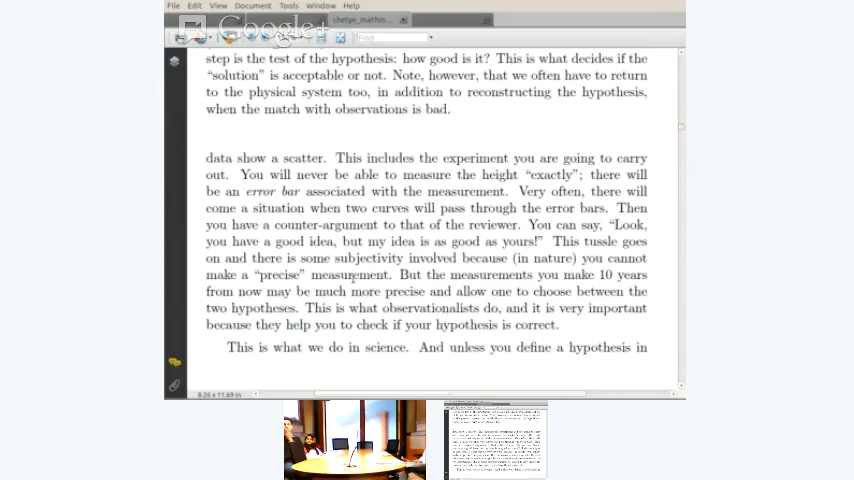 File Edit View Document Tools Window Help
Google+
shetye_mathm...
Find
step is the test of the hypothesis: how good is it? This is what decides if the
“solution” is acceptable or not. Note, however, that we often have to return
to the physical system too, in addition to reconstructing the hypothesis,
when the match with observations is bad.
data show a scatter. This includes the experiment you are going to carry
out. You will never be able to measure the height “exactly”; there will
be an error bar associated with the measurement. Very often, there will
come a situation when two curves will pass through the error bars. Then
you have a counter-argument to that of the reviewer. You can say, “Look,
you have a good idea, but my idea is as good as yours!” This tussle goes
on and there is some subjectivity involved because (in nature) you cannot
make a “precise” measurement. But the measurements you make 10 years
from now may be much more precise and allow one to choose between the
two hypotheses. This is what observationalists do, and it is very important
because they help you to check if your hypothesis is correct.
This is what we do in science. And unless you define a hypothesis in
8.26 x 11.69 in